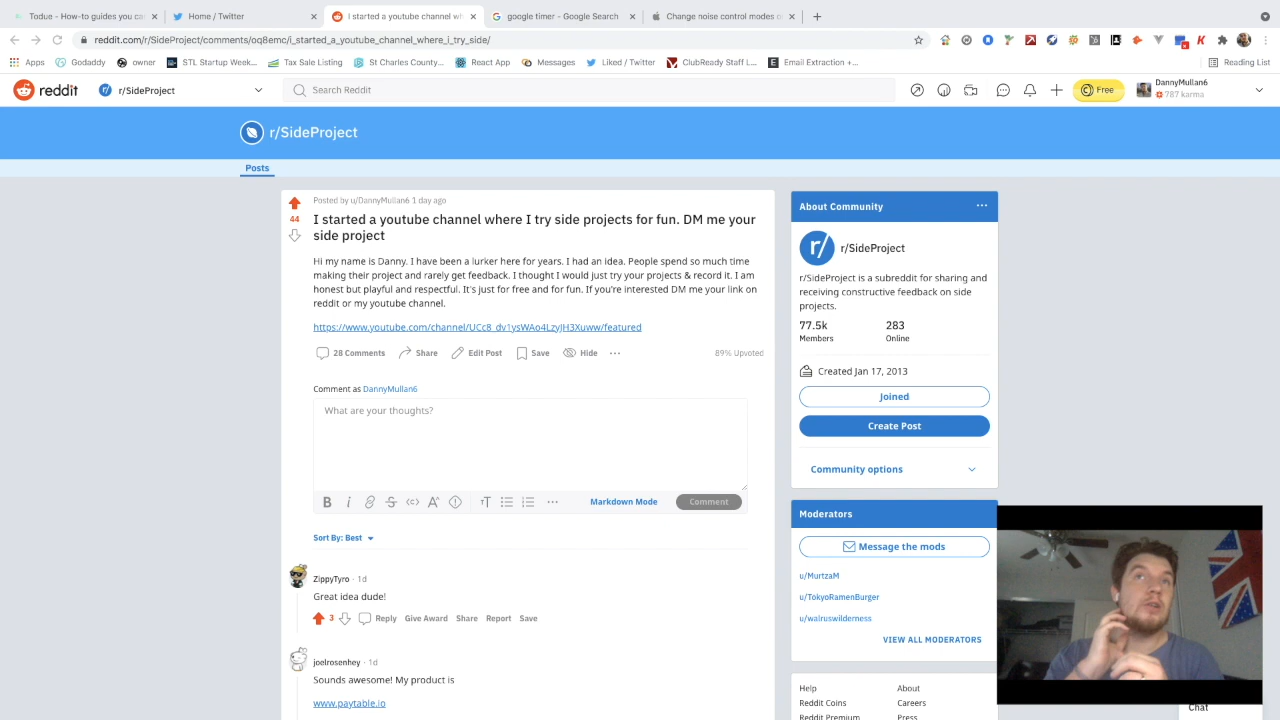 Todue - How-to guides you ca
Home / Twitter
I started a youtube channel wh
google timer - Google Search
Change noise control modes o
reddit.com/r/SideProject/comments/oq8emc/i_started_a_youtube_channel_where_i_try_side/
Apps
Godaddy
owner
STL Startup Week...
Tax Sale Listing
St Charles County...
React App
Messages
Liked / Twitter
ClubReady Staff L...
Email Extraction +...
Reading List
reddit
r/SideProject
Search Reddit
Free
DannyMullan6
787 karma
r/SideProject
Posts
Posted by u/DannyMullan6 1 day ago
44
I started a youtube channel where I try side projects for fun. DM me your
side project
Hi my name is Danny. I have been a lurker here for years. I had an idea. People spend so much time
making their project and rarely get feedback. I thought I would just try your projects & record it. I am
honest but playful and respectful. It's just for free and for fun. If you're interested DM me your link on
reddit or my youtube channel.
https://www.youtube.com/channel/UCc8_dv1ysWAo4LzyJH3Xuww/featured
28 Comments
Share
Edit Post
Save
Hide
89% Upvoted
Comment as DannyMullan6
What are your thoughts?
Markdown Mode
Comment
Sort By: Best
ZippyTyro · 1d
Great idea dude!
3
Reply
Give Award
Share
Report
Save
joelrosenhey · 1d
Sounds awesome! My product is
www.paytable.io
About Community
r/SideProject
r/SideProject is a subreddit for sharing and
receiving constructive feedback on side
projects.
77.5k
283
Members
Online
Created Jan 17, 2013
Joined
Create Post
Community options
Moderators
Message the mods
u/MurtzaM
u/TokyoRamenBurger
u/walruswilderness
VIEW ALL MODERATORS
Help
About
Reddit Coins
Careers
Reddit Premium
Press
Chat